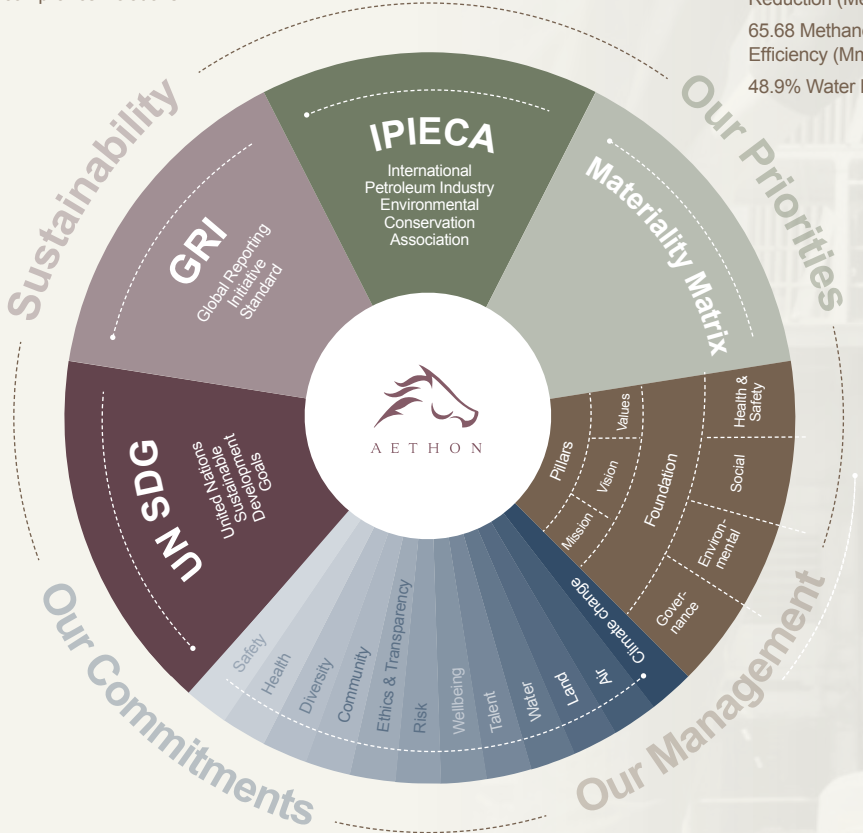 Reduction
65.68
Efficiency
48.9% Water
Sustainability
Our Priorities
IPIECA
International
Petroleum Industry
Environmental
Conservation
Association
Materiality Matrix
GRI
Global Reporting
Initiative
Standard
UN SDG
United Nations
Sustainable
Development
Goals
AETHON
Pillars
Values
Vision
Mission
Foundation
Health &
Safety
Social
Environ-
mental
Gover-
nance
Safety
Health
Diversity
Community
Ethics & Transparency
Risk
Wellbeing
Talent
Water
Land
Air
Climate change
Our Commitments
Our Management